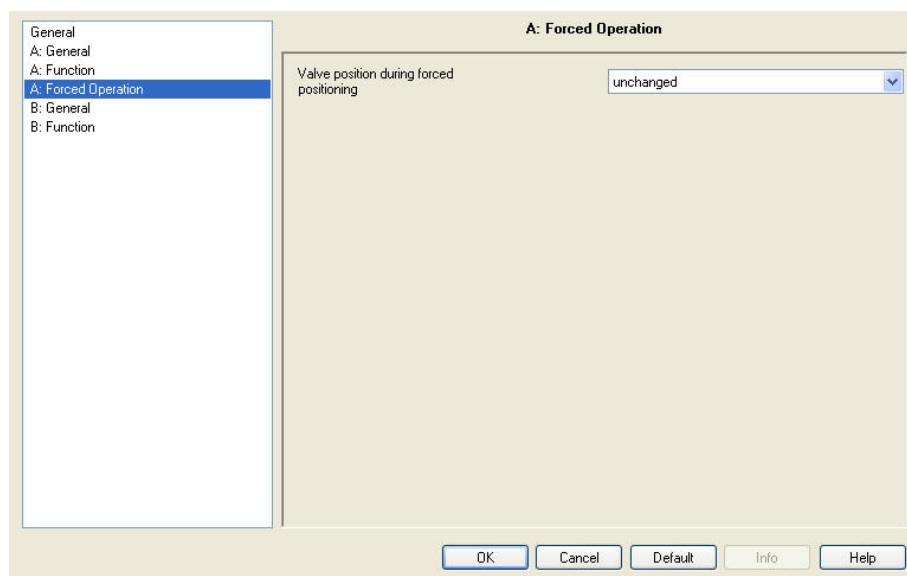 General
A: General
A: Function
A: Forced Operation
B: General
B: Function
A: Forced Operation
Valve position during forced
positioning
unchanged
OK
Cancel
Default
Info
Help